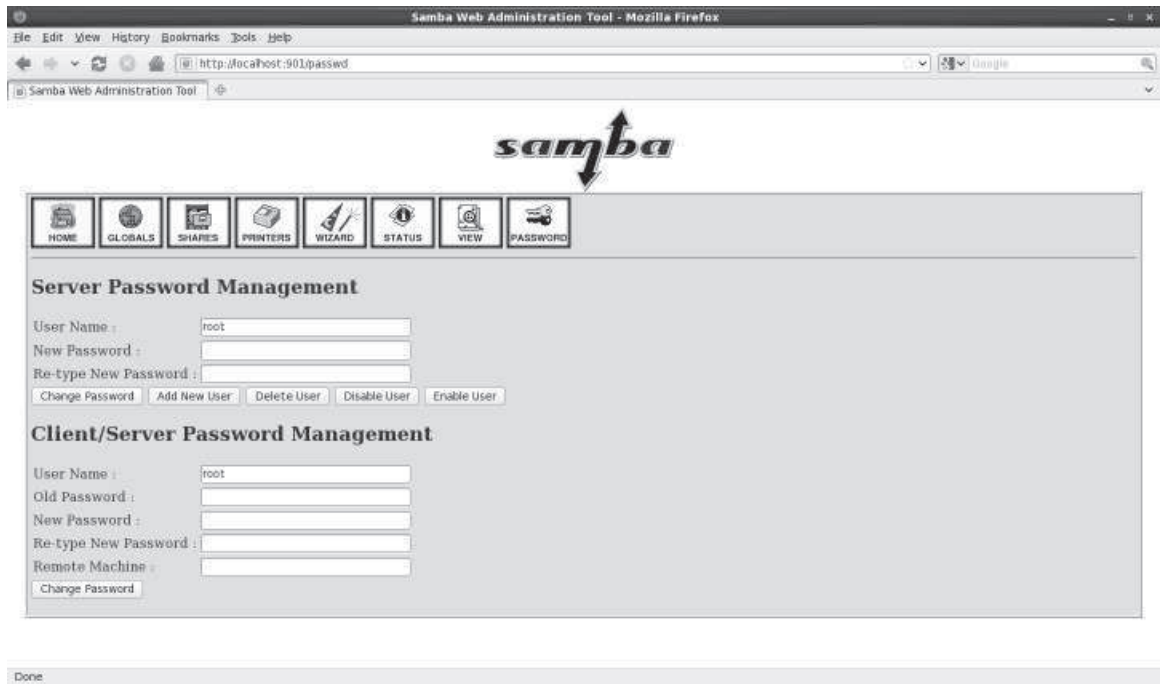 Samba Web Administration Tool - Mozilla Firefox
File Edit View History Bookmarks Tools Help
http://localhost:901/passwd
Google
Samba Web Administration Tool
samba
HOME GLOBALS SHARES PRINTERS WIZARD STATUS VIEW PASSWORD
Server Password Management
User Name : root
New Password :
Re-type New Password :
Change Password Add New User Delete User Disable User Enable User
Client/Server Password Management
User Name : root
Old Password :
New Password :
Re-type New Password :
Remote Machine :
Change Password
Done